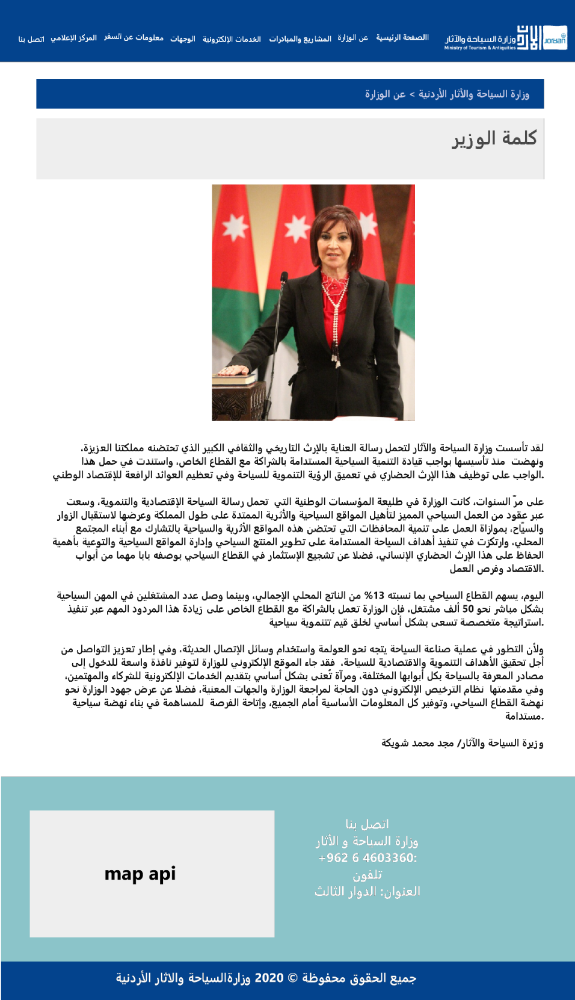 وزارة السياحة والآثار
Ministry of Tourism & Antiquities
الأردن
Jordan
االصفحة الرئيسية
عن الوزارة
المشاريع والمبادرات
الخدمات الإلكترونية
الوجهات
معلومات عن السفر
المركز الإعلامي
اتصل بنا
وزارة السياحة والأثار الأردنية > عن الوزارة
كلمة الوزير
لقد تأسست وزارة السياحة والآثار لتحمل رسالة العناية بالإرث التاريخي والثقافي الكبير الذي تحتضنه مملكتنا العزيزة،
ونهضت منذ تأسيسها بواجب قيادة التنمية السياحية المستدامة بالشراكة مع القطاع الخاص، واستندت في حمل هذا
الواجب على توظيف هذا الإرث الحضاري في تعميق الرؤية التنموية للسياحة وفي تعظيم العوائد الرافعة للإقتصاد الوطني.
على مرّ السنوات، كانت الوزارة في طليعة المؤسسات الوطنية التي تحمل رسالة السياحة الإقتصادية والتنموية، وسعت
عبر عقود من العمل السياحي المميز لتأهيل المواقع السياحية والأثرية الممتدة على طول المملكة وعرضها لاستقبال الزوار
والسيّاح، بموازاة العمل على تنمية المحافظات التي تحتضن هذه المواقع الأثرية والسياحية بالتشارك مع أبناء المجتمع
المحلي، وارتكزت في تنفيذ أهداف السياحة المستدامة على تطوير المنتج السياحي وإدارة المواقع السياحية والتوعية بأهمية
الحفاظ على هذا الإرث الحضاري الإنساني، فضلا عن تشجيع الإستثمار في القطاع السياحي بوصفه بابا مهما من أبواب
الاقتصاد وفرص العمل.
اليوم، يسهم القطاع السياحي بما نسبته 13% من الناتج المحلي الإجمالي، وبينما وصل عدد المشتغلين في المهن السياحية
بشكل مباشر نحو 50 ألف مشتغل، فإن الوزارة تعمل بالشراكة مع القطاع الخاص على زيادة هذا المردود المهم عبر تنفيذ
استراتيجة متخصصة تسعى بشكل أساسي لخلق قيم تتنموية سياحية.
ولأن التطور في عملية صناعة السياحة يتجه نحو العولمة واستخدام وسائل الإتصال الحديثة، وفي إطار تعزيز التواصل من
أجل تحقيق الأهداف التنموية والاقتصادية للسياحة، فقد جاء الموقع الإلكتروني للوزارة لتوفير نافذة واسعة للدخول إلى
مصادر المعرفة بالسياحة بكل أبوابها المختلفة، ومرآة تُعنى بشكل أساسي بتقديم الخدمات الإلكترونية للشركاء والمهتمين،
وفي مقدمتها نظام الترخيص الإلكتروني دون الحاجة لمراجعة الوزارة والجهات المعنية، فضلا عن عرض جهود الوزارة نحو
نهضة القطاع السياحي، وتوفير كل المعلومات الأساسية أمام الجميع، وإتاحة الفرصة للمساهمة في بناء نهضة سياحية
مستدامة.
وزيرة السياحة والآثار/ مجد محمد شويكة
اتصل بنا
وزارة السياحة و الأثار
+962 6 4603360:
تلفون
العنوان: الدوار الثالث
map api
جميع الحقوق محفوظة © 2020 وزارةالسياحة والاثار الأردنية